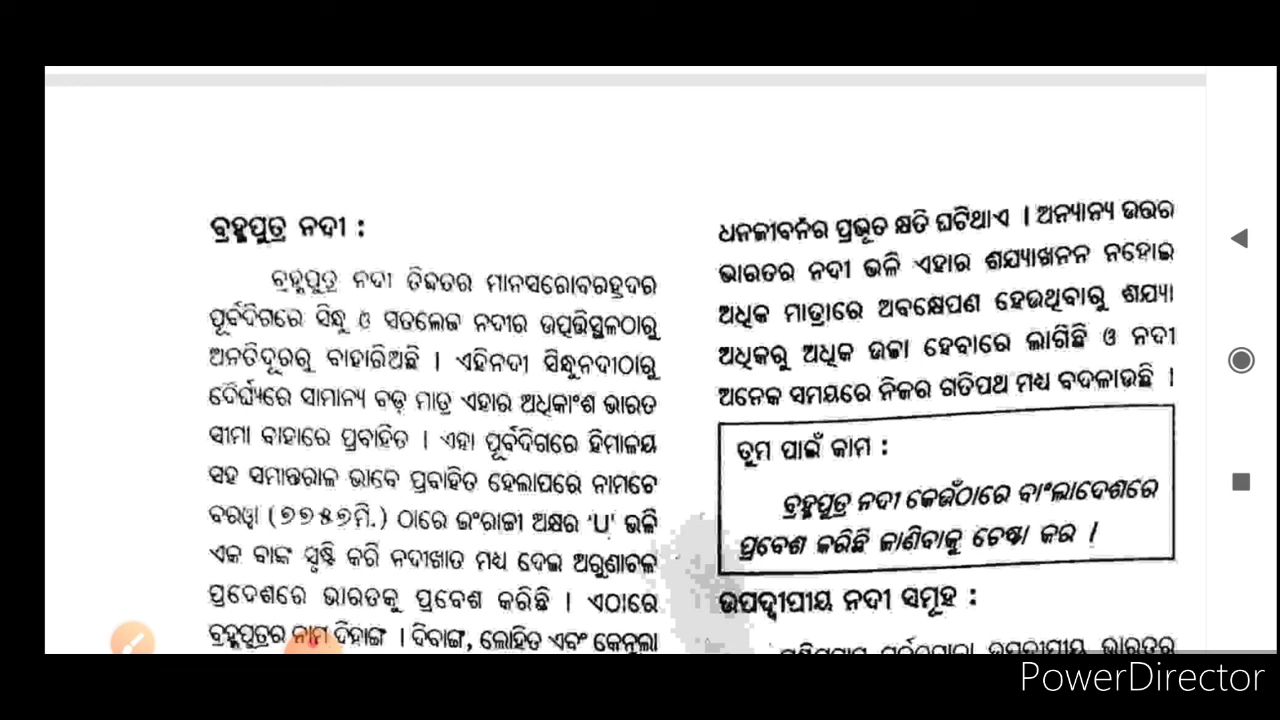 ବ୍ରହ୍ମପୁତ୍ର ନଦୀ :
ବ୍ରହ୍ମପୁତ୍ର ନଦୀ ତିବ୍ଦତର ମାନସରୋବରହ୍ରଦର
ପୂର୍ବଦିଗରେ ସିନ୍ଧୁ ଓ ସତଲେଜ ନଦୀର ଉତ୍ପତ୍ତିସ୍ଥଳଠାରୁ
ଅନତିଦୂରରୁ ବାହାରିଅଛି । ଏହିନଦୀ ସିନ୍ଧୁନଦୀଠାରୁ
ଦୈର୍ଘ୍ୟରେ ସାମାନ୍ୟ ବଡ଼ ମାତ୍ର ଏହାର ଅଧିକାଂଶ ଭାରତ
ସୀମା ବାହାରେ ପ୍ରବାହିତ । ଏହା ପୂର୍ବଦିଗରେ ହିମାଳୟ
ସହ ସମାନ୍ତରାଳ ଭାବେ ପ୍ରବାହିତ ହେଲାପରେ ନାମଚେ
ବରୱା (୭୭୫୭ମି.) ଠାରେ ଇଂରାଜୀ ଅକ୍ଷର 'U' ଭଳି
ଏକ ବାଙ୍କ ସୃଷ୍ଟି କରି ନଦୀଖାତ ମଧ୍ୟ ଦେଇ ଅରୁଣାଚଳ
ପ୍ରଦେଶରେ ଭାରତକୁ ପ୍ରବେଶ କରିଛି । ଏଠାରେ
ବ୍ରହ୍ମପୁତ୍ରର ନାମ ଦିହାଙ୍ଗ । ଦିବାଙ୍ଗ, ଲୋହିତ ଏବଂ କେନୁଲା
ଧନଜୀବନର ପ୍ରଭୂତ କ୍ଷତି ଘଟିଥାଏ । ଅନ୍ୟାନ୍ୟ ଉତ୍ତର
ଭାରତର ନଦୀ ଭଳି ଏହାର ଶଯ୍ୟାଖନନ ନହୋଇ
ଅଧିକ ମାତ୍ରାରେ ଅବକ୍ଷେପଣ ହେଉଥିବାରୁ ଶଯ୍ୟା
ଅଧିକରୁ ଅଧିକ ଉଚ୍ଚା ହେବାରେ ଲାଗିଛି ଓ ନଦୀ
ଅନେକ ସମୟରେ ନିଜର ଗତିପଥ ମଧ୍ୟ ବଦଳାଉଛି ।
ତୁମ ପାଇଁ କାମ :
ବ୍ରହ୍ମପୁତ୍ର ନଦୀ କେଉଁଠାରେ ବାଂଲାଦେଶରେ
ପ୍ରବେଶ କରିଛି ଜାଣିବାକୁ ଚେଷ୍ଟା କର ।
ଉପଦ୍ୱୀପୀୟ ନଦୀ ସମୂହ :
ଉପଦ୍ୱୀପୀୟ ଭାରତର
PowerDirector